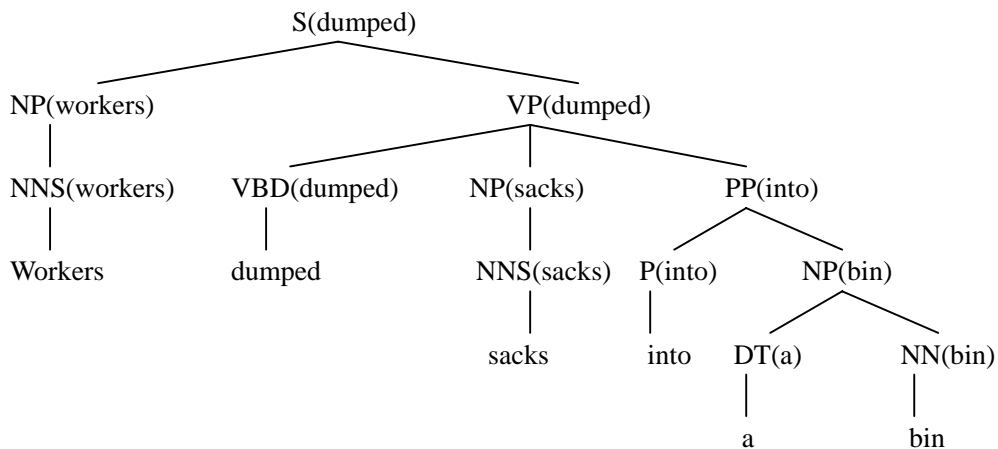 S(dumped)
NP(workers) VP(dumped)
NNS(workers) VBD(dumped) NP(sacks) PP(into)
Workers dumped NNS(sacks) P(into) NP(bin)
sacks into DT(a) NN(bin)
a bin